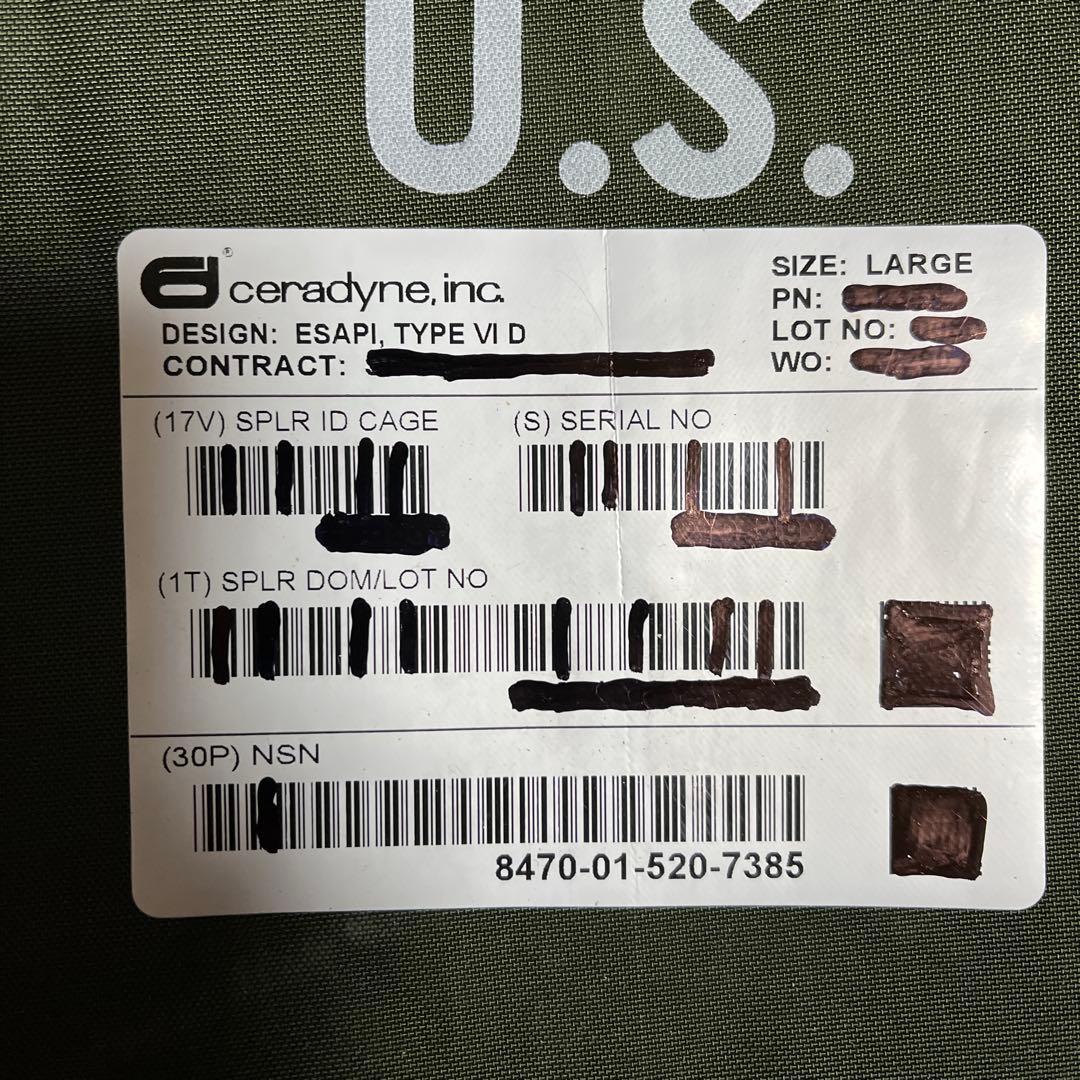 U.S.
ceradyne, inc.®
DESIGN: ESAPI, TYPE VI D
CONTRACT:
SIZE: LARGE
PN:
LOT NO:
WO:
(17V) SPLR ID CAGE
(S) SERIAL NO
(1T) SPLR DOM/LOT NO
(30P) NSN
8470-01-520-7385